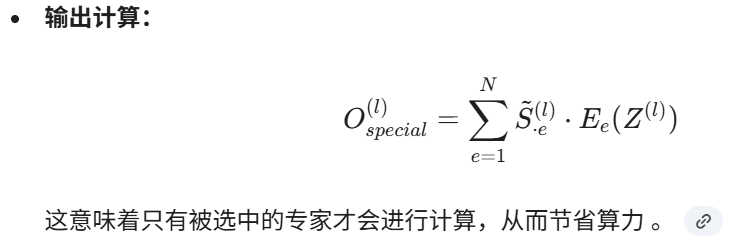 • 输出计算：
$$O_{special}^{(l)} = \sum_{e=1}^{N} \tilde{S}_{\cdot e}^{(l)} \cdot E_e(Z^{(l)})$$
这意味着只有被选中的专家才会进行计算，从而节省算力 。